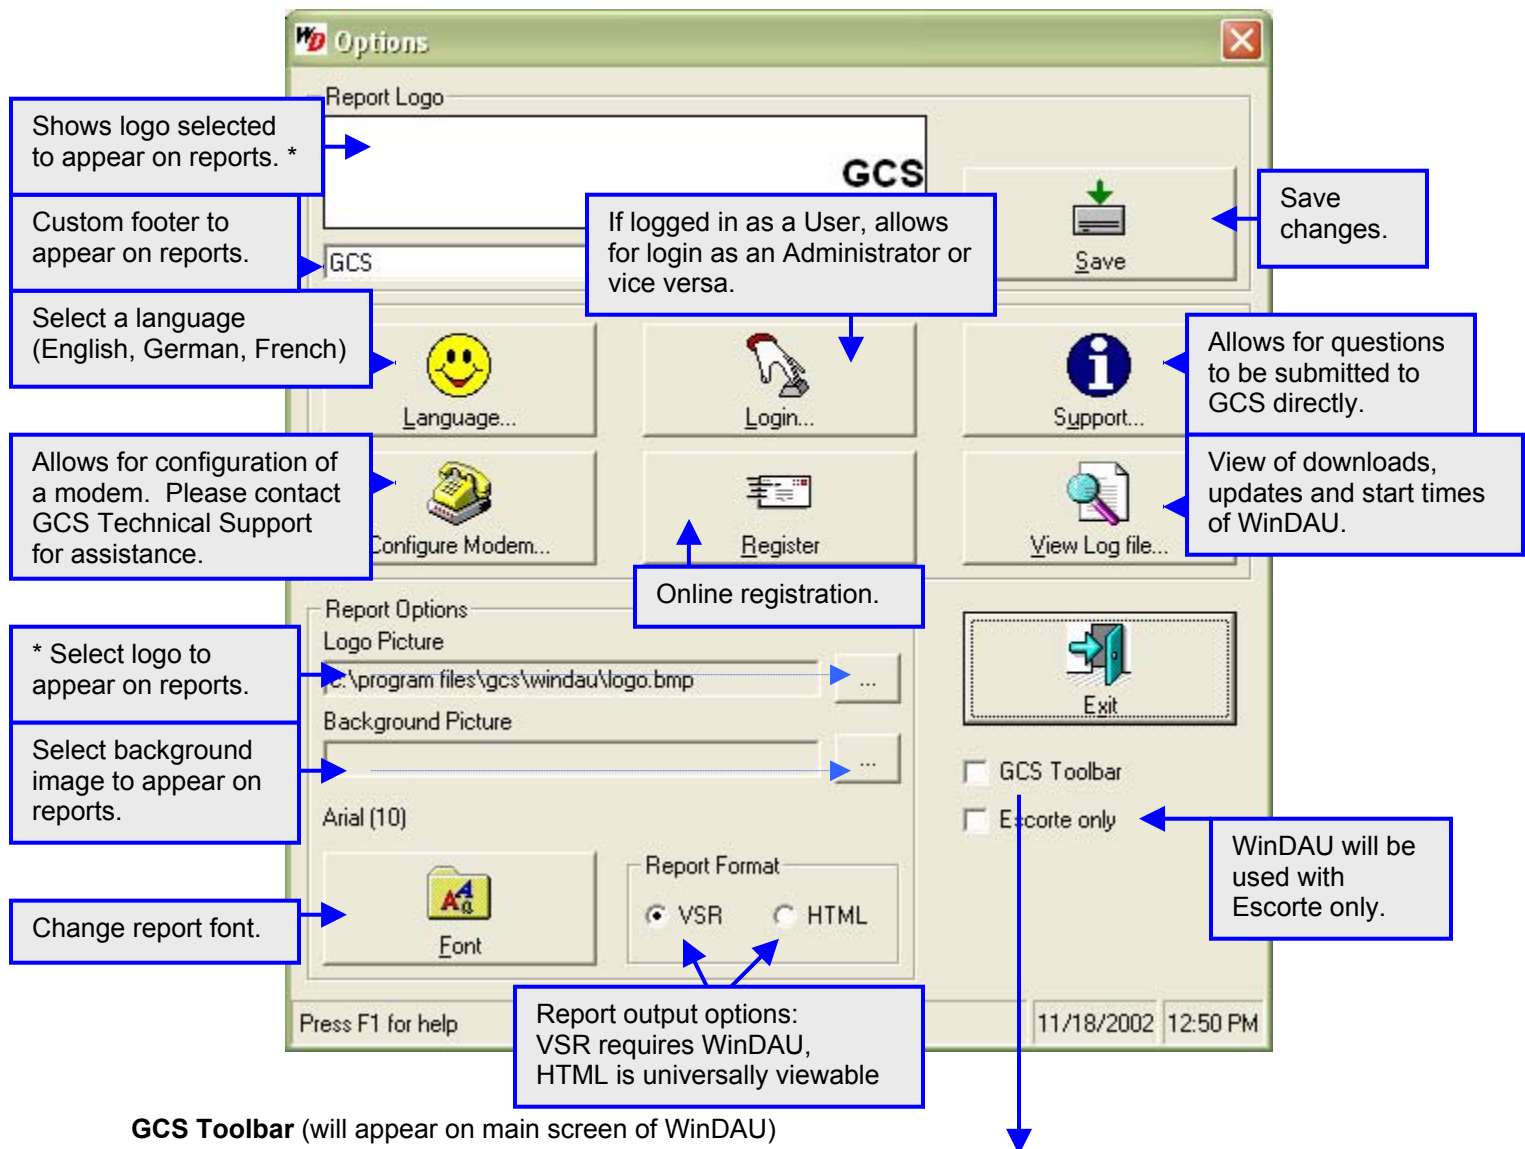 WD Options
Report Logo
Shows logo selected
to appear on reports. *
GCS
Custom footer to
appear on reports.
GCS
If logged in as a User, allows
for login as an Administrator or
vice versa.
Save
Save
changes.
Select a language
(English, German, French)
Language...
Login...
Support...
Allows for questions
to be submitted to
GCS directly.
Allows for configuration of
a modem.  Please contact
GCS Technical Support
for assistance.
Configure Modem...
Register
View Log file...
View of downloads,
updates and start times
of WinDAU.
Online registration.
Report Options
Logo Picture
* Select logo to
appear on reports.
c:\program files\gcs\windau\logo.bmp
...
Exit
Background Picture
Select background
image to appear on
reports.
...
GCS Toolbar
Arial (10)
Escorte only
WinDAU will be
used with
Escorte only.
Change report font.
Font
Report Format
VSR
HTML
Report output options:
VSR requires WinDAU,
HTML is universally viewable
Press F1 for help
11/18/2002
12:50 PM
GCS Toolbar (will appear on main screen of WinDAU)